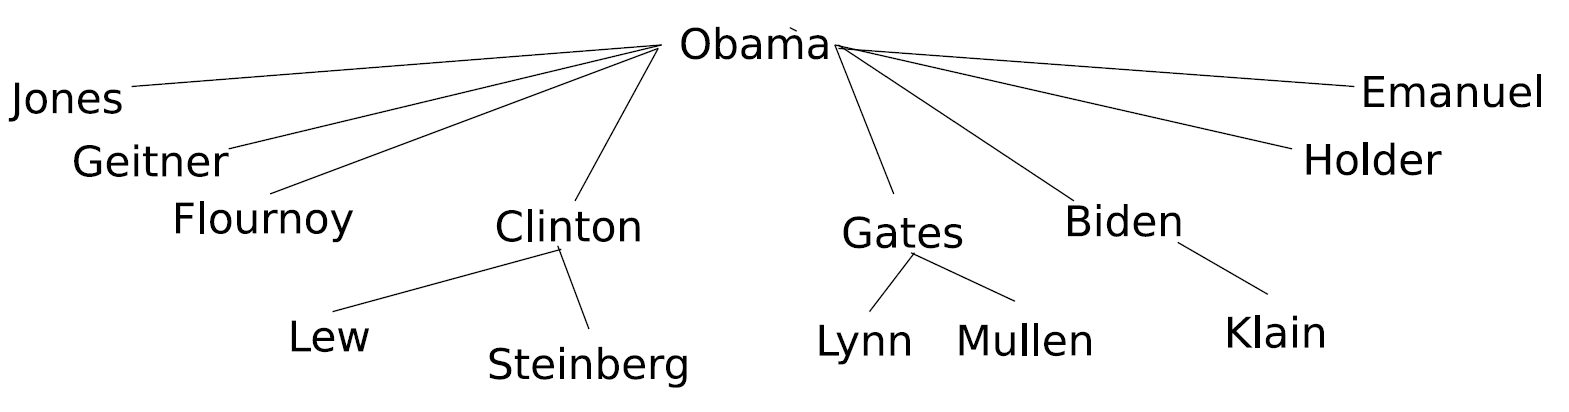 Obama
Jones
Emanuel
Geitner
Holder
Flournoy
Clinton
Gates
Biden
Lew
Steinberg
Lynn
Mullen
Klain